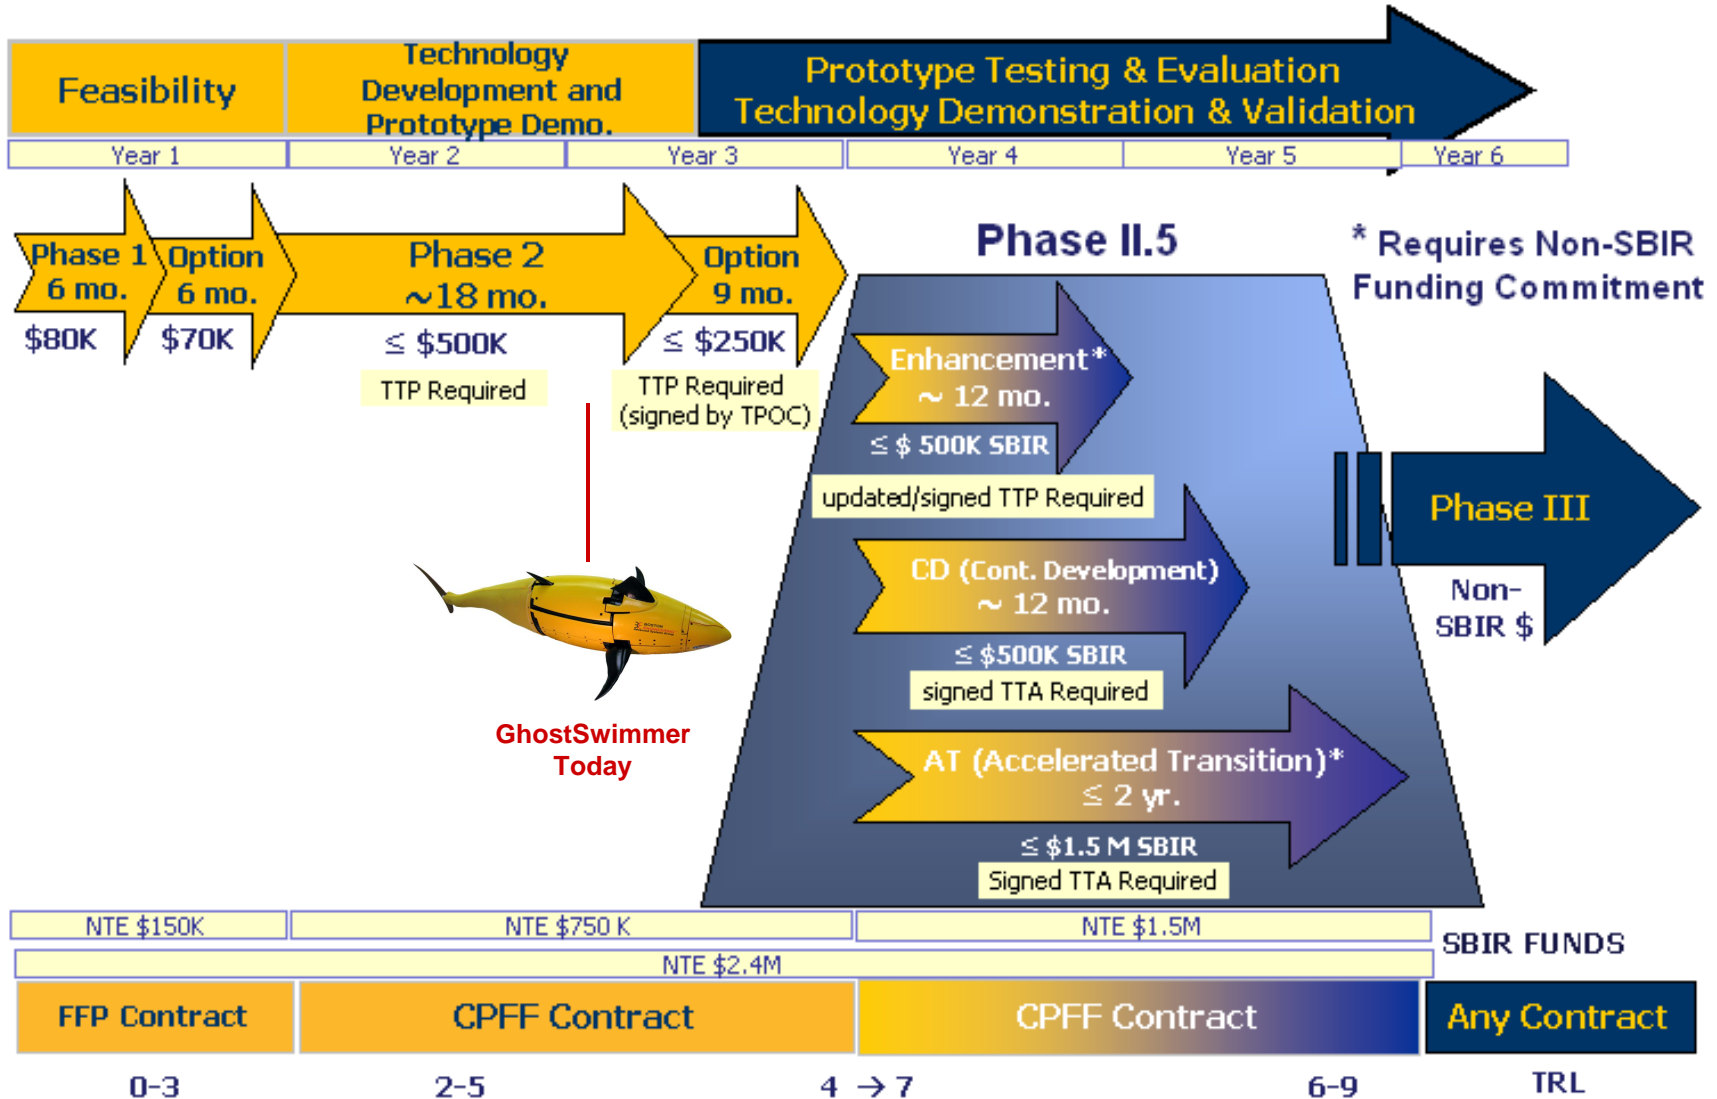 Feasibility
Technology
Development and
Prototype Demo.
Prototype Testing & Evaluation
Technology Demonstration & Validation
Year 1
Year 2
Year 3
Year 4
Year 5
Year 6
Phase 1
6 mo.
Option
6 mo.
Phase 2
~18 mo.
Option
9 mo.
$80K
$70K
≤ $500K
≤ $250K
TTP Required
TTP Required
(signed by TPOC)
Phase II.5
* Requires Non-SBIR
Funding Commitment
Enhancement*
~ 12 mo.
≤ $ 500K SBIR
updated/signed TTP Required
CD (Cont. Development)
~ 12 mo.
≤ $500K SBIR
signed TTA Required
AT (Accelerated Transition)*
≤ 2 yr.
≤ $1.5 M SBIR
Signed TTA Required
Phase III
Non-
SBIR $
BOSTON
GhostSwimmer
Today
NTE $150K
NTE $750 K
NTE $1.5M
SBIR FUNDS
NTE $2.4M
FFP Contract
CPFF Contract
CPFF Contract
Any Contract
0-3
2-5
4 → 7
6-9
TRL